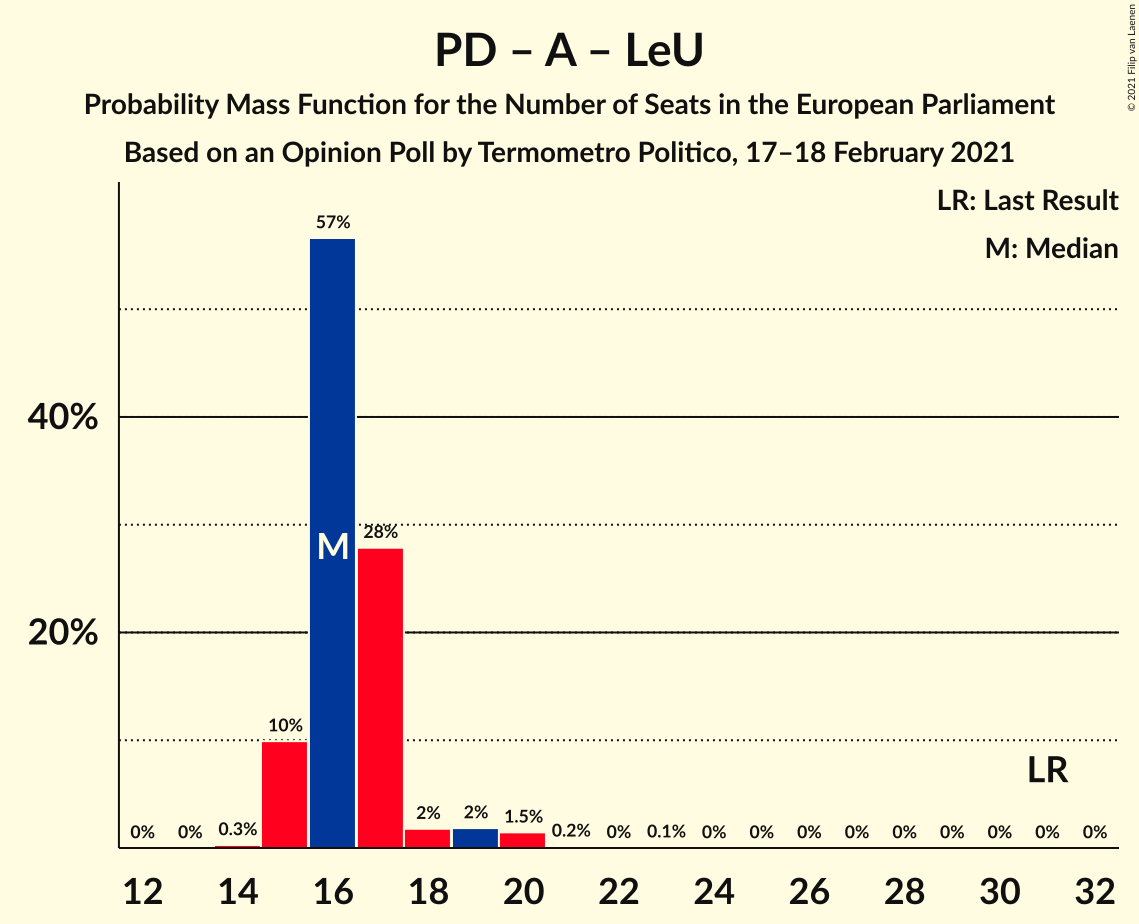 PD – A – LeU
Probability Mass Function for the Number of Seats in the European Parliament
Based on an Opinion Poll by Termometro Politico, 17–18 February 2021
© 2021 Filip van Laenen
LR: Last Result
M: Median
57%
40%
28%
M
20%
10%
LR
0% 0% 0.3% 2% 2% 1.5% 0.2% 0% 0.1% 0% 0% 0% 0% 0% 0% 0% 0% 0%
12 14 16 18 20 22 24 26 28 30 32